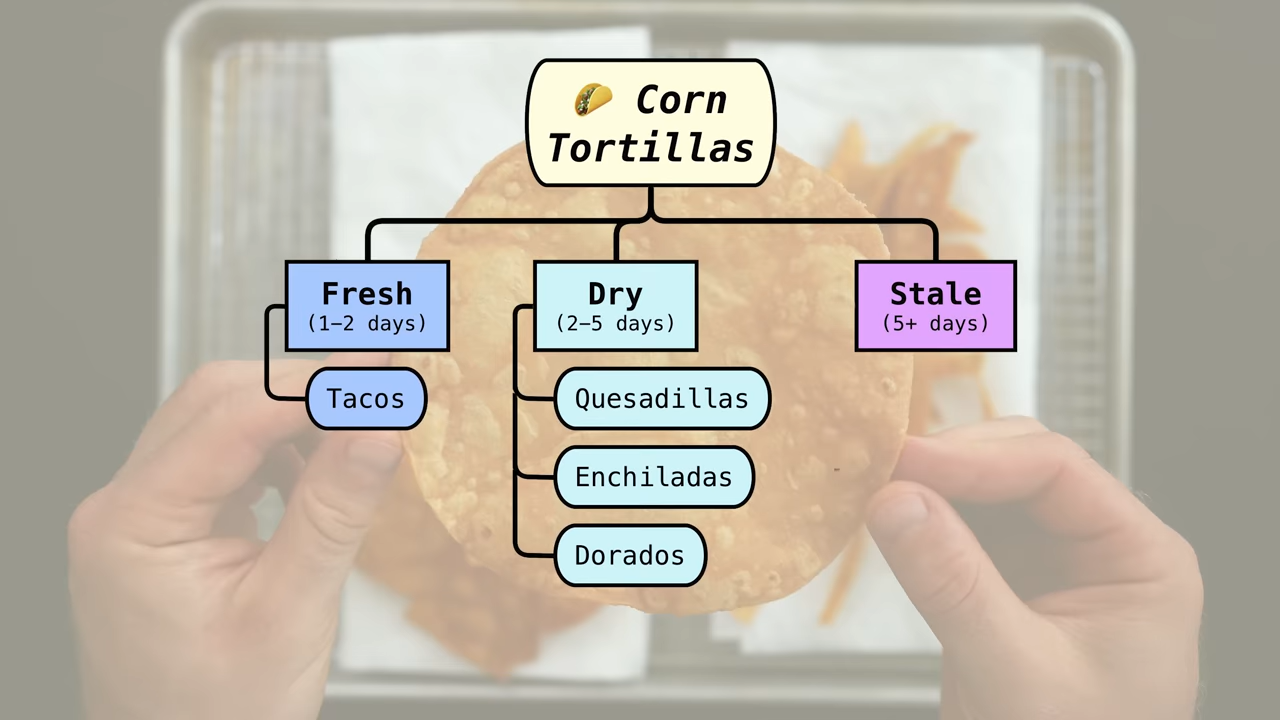 🌮 Corn
Tortillas
Fresh
(1–2 days)
Tacos
Dry
(2–5 days)
Quesadillas
Enchiladas
Dorados
Stale
(5+ days)